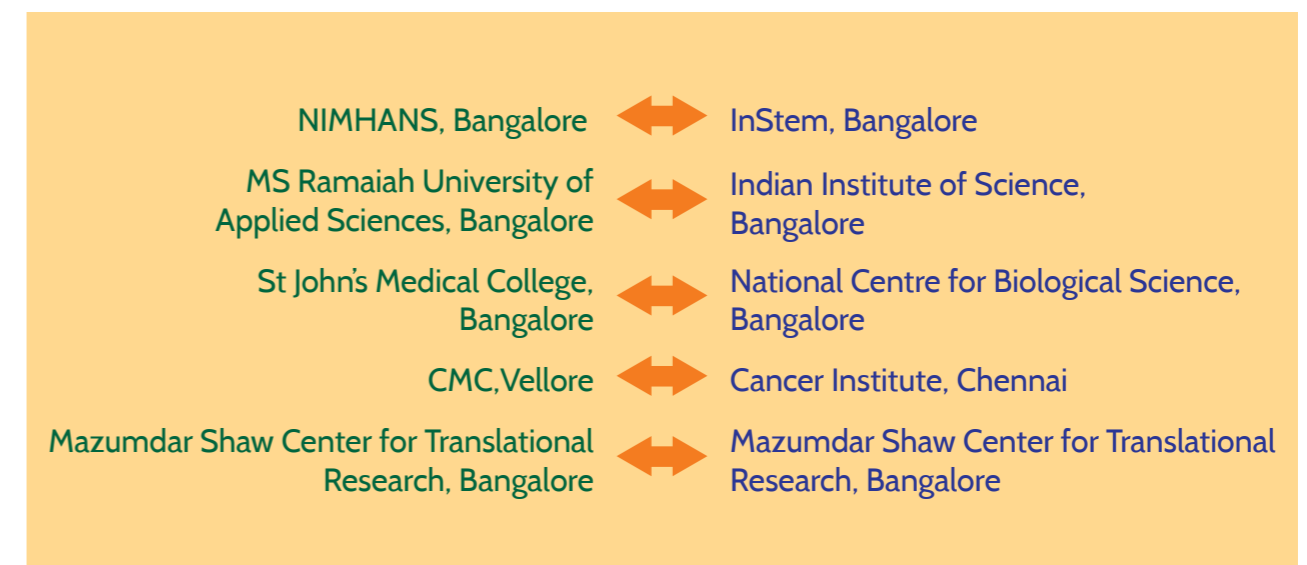 NIMHANS, Bangalore InStem, Bangalore
MS Ramaiah University of
Applied Sciences, Bangalore
Indian Institute of Science,
Bangalore
St John's Medical College,
Bangalore
National Centre for Biological Science,
Bangalore
CMC,Vellore Cancer Institute, Chennai
Mazumdar Shaw Center for Translational
Research, Bangalore
Mazumdar Shaw Center for Translational
Research, Bangalore